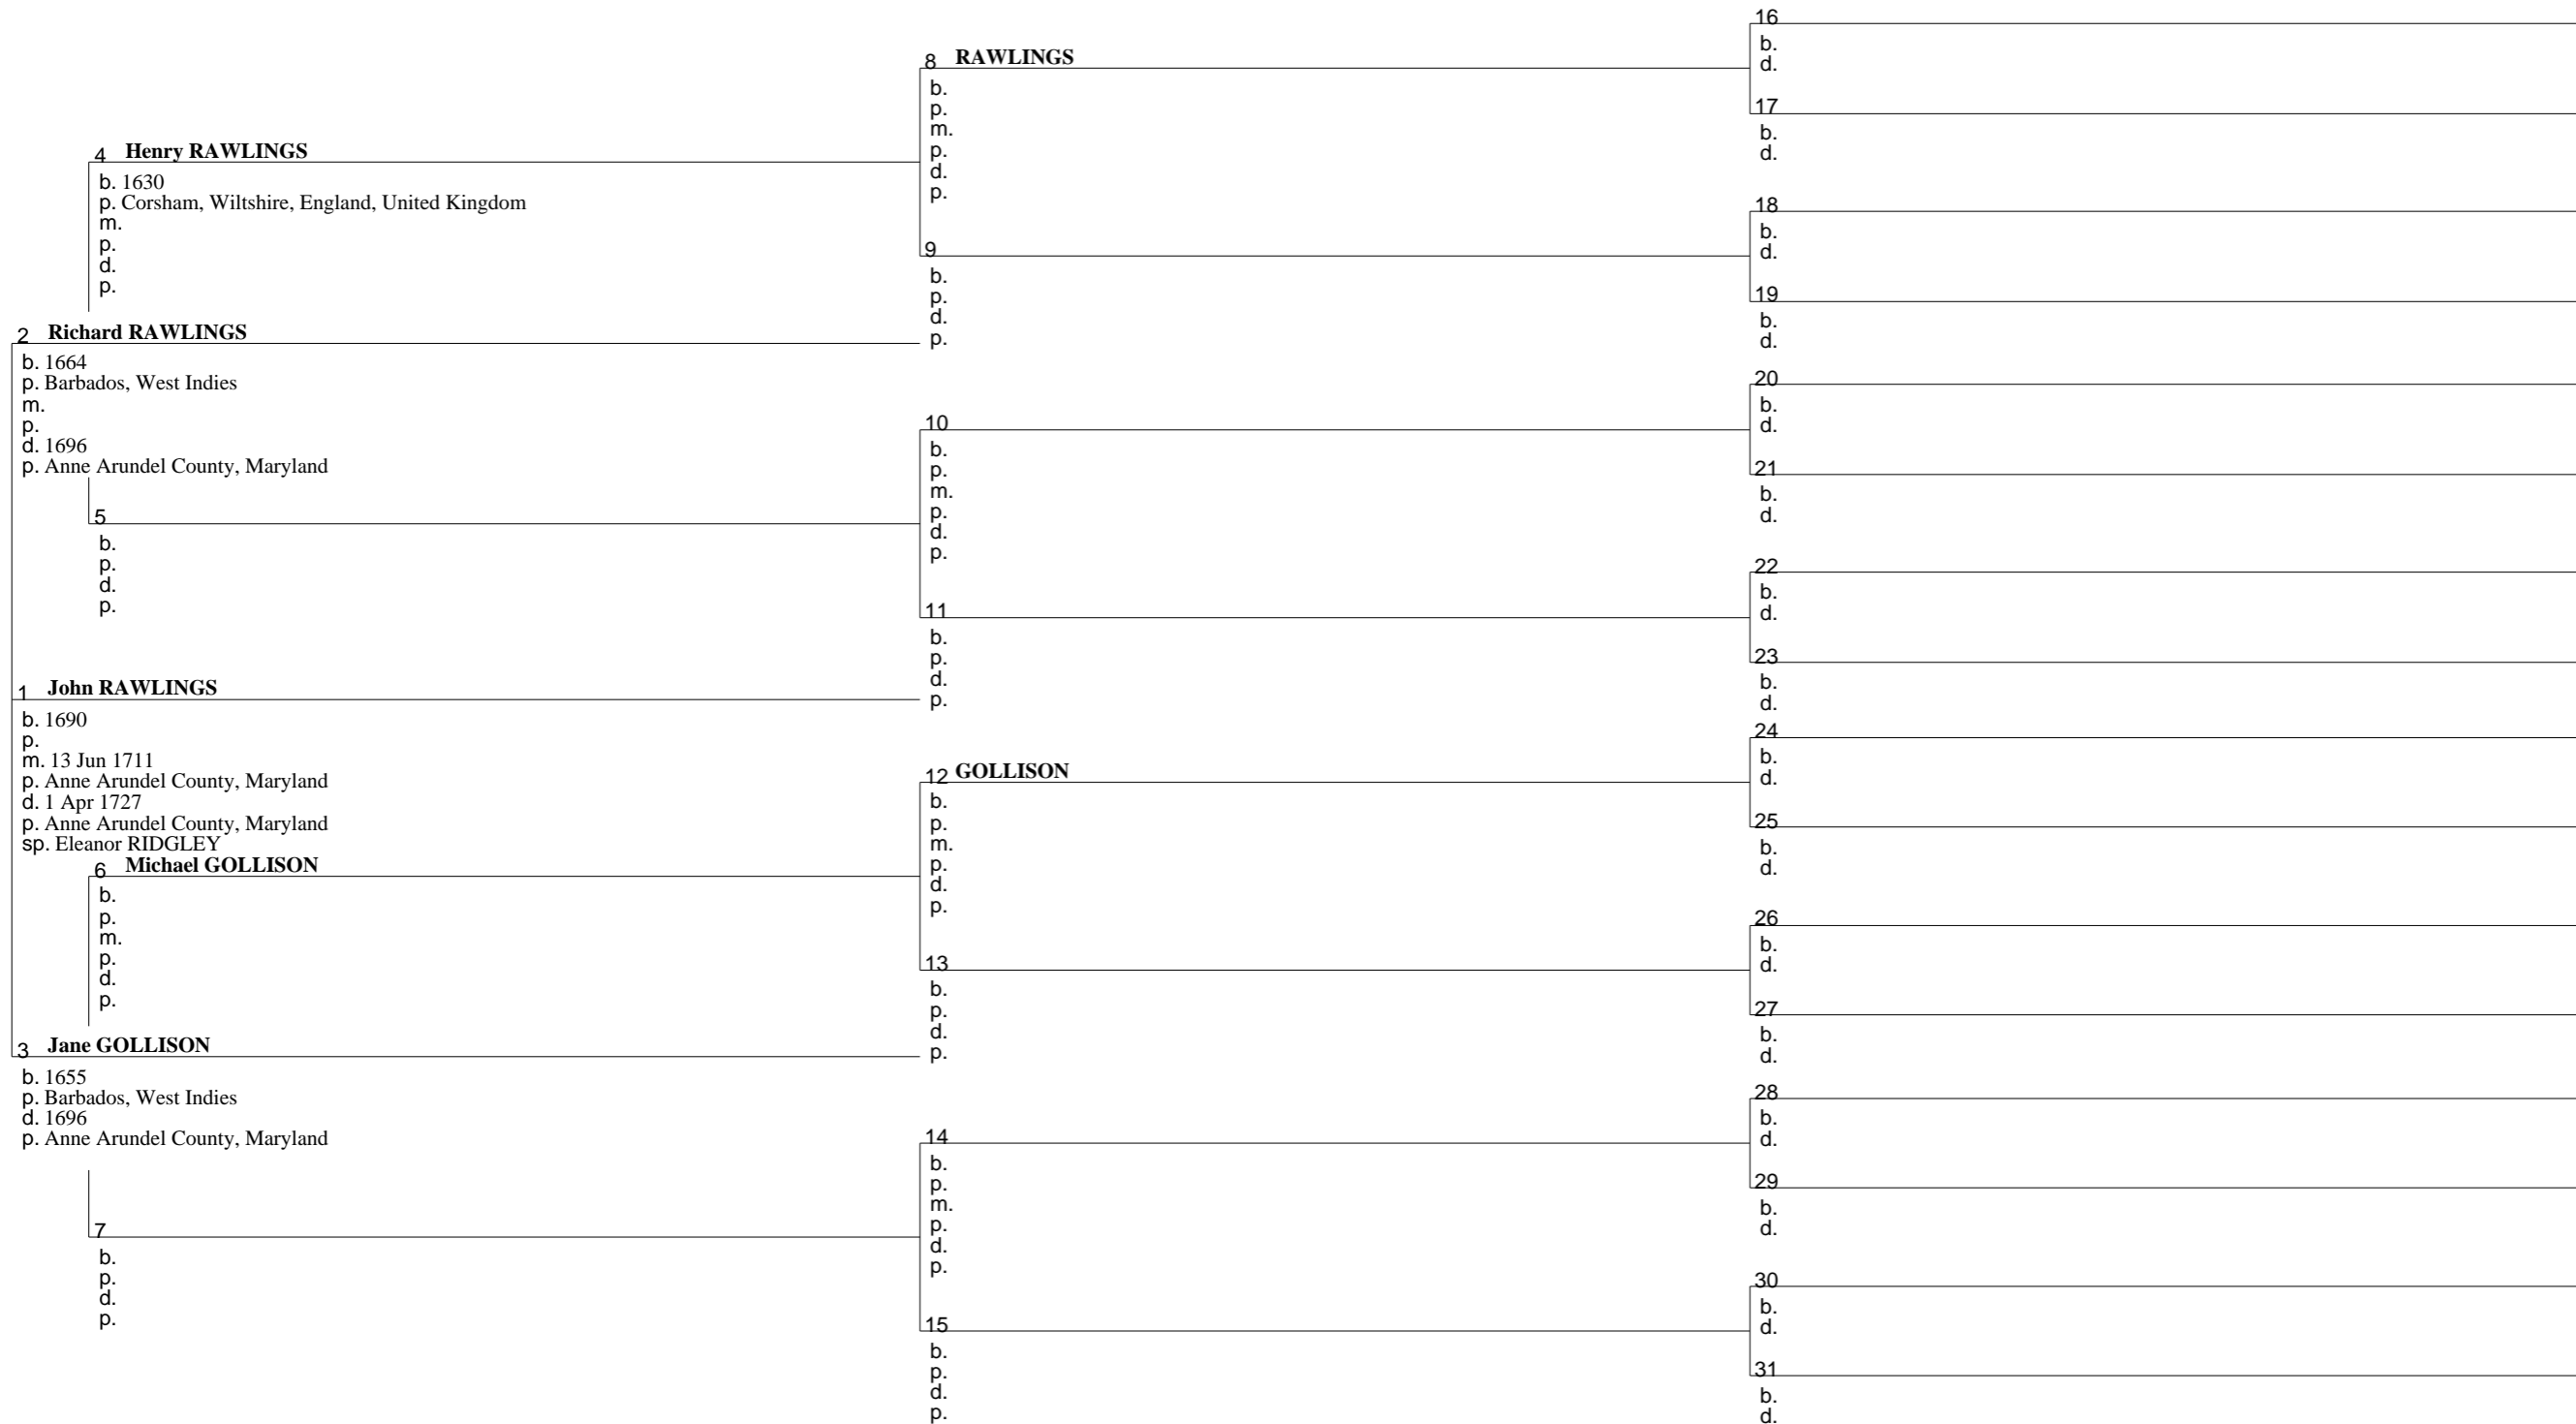 4 Henry RAWLINGS
b. 1630
p. Corsham, Wiltshire, England, United Kingdom
m.
p.
d.
p.
2 Richard RAWLINGS
b. 1664
p. Barbados, West Indies
m.
p.
d. 1696
p. Anne Arundel County, Maryland
5
b.
p.
d.
p.
1 John RAWLINGS
b. 1690
p.
m. 13 Jun 1711
p. Anne Arundel County, Maryland
d. 1 Apr 1727
p. Anne Arundel County, Maryland
sp. Eleanor RIDGLEY
6 Michael GOLLISON
b.
p.
m.
p.
d.
p.
3 Jane GOLLISON
b. 1655
p. Barbados, West Indies
d. 1696
p. Anne Arundel County, Maryland
7
b.
p.
d.
p.
8 RAWLINGS
b.
p.
m.
p.
d.
p.
9
b.
p.
d.
p.
10
b.
p.
m.
p.
d.
p.
11
b.
p.
d.
p.
12 GOLLISON
b.
p.
m.
p.
d.
p.
13
b.
p.
d.
p.
14
b.
p.
m.
p.
d.
p.
15
b.
p.
d.
p.
16
b.
d.
17
b.
d.
18
b.
d.
19
b.
d.
20
b.
d.
21
b.
d.
22
b.
d.
23
b.
d.
24
b.
d.
25
b.
d.
26
b.
d.
27
b.
d.
28
b.
d.
29
b.
d.
30
b.
d.
31
b.
d.